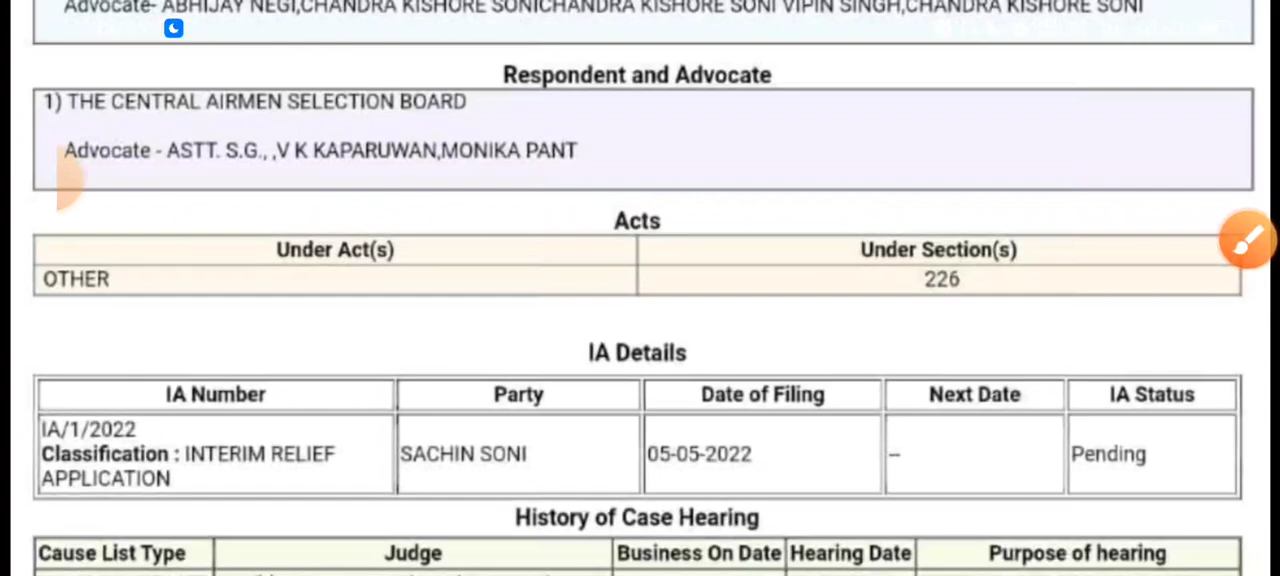 Advocate- ABHIJAY NEGI,CHANDRA KISHORE SONICHANDRA KISHORE SONI VIPIN SINGH,CHANDRA KISHORE SONI
Respondent and Advocate
1) THE CENTRAL AIRMEN SELECTION BOARD
Advocate - ASTT. S.G., ,V K KAPARUWAN,MONIKA PANT
Acts
Under Act(s) Under Section(s)
OTHER 226
IA Details
IA Number Party Date of Filing Next Date IA Status
IA/1/2022
Classification : INTERIM RELIEF SACHIN SONI 05-05-2022 -- Pending
APPLICATION
History of Case Hearing
Cause List Type Judge Business On Date Hearing Date Purpose of hearing